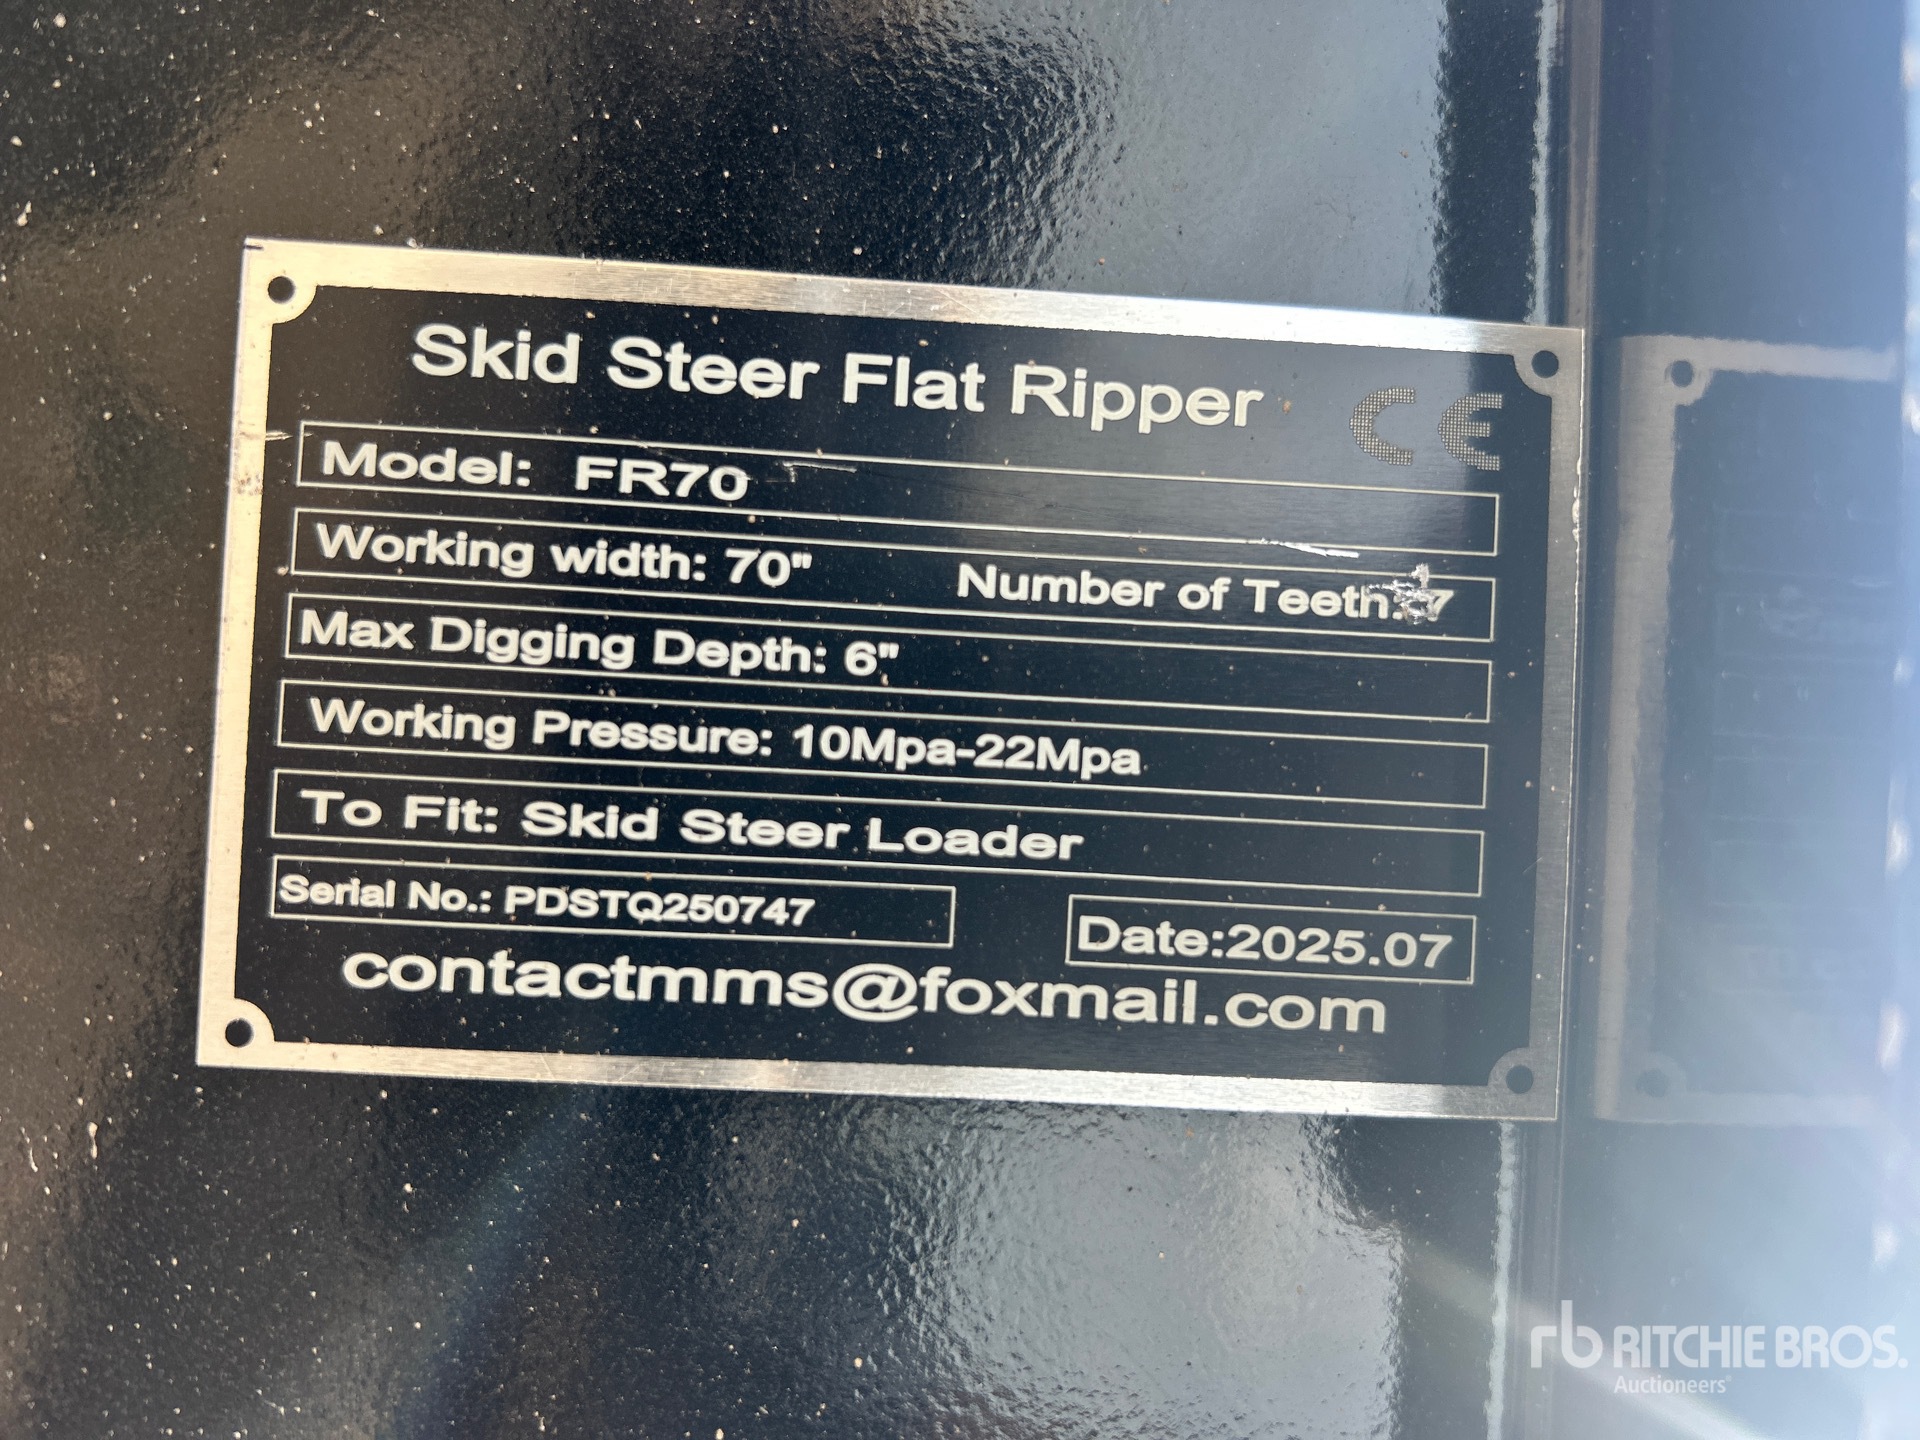 Skid Steer Flat Ripper CE
Model: FR70
Working width: 70" Number of Teeth: 7
Max Digging Depth: 6"
Working Pressure: 10Mpa-22Mpa
To Fit: Skid Steer Loader
Serial No.: PDSTQ250747 Date:2025.07
contactmms@foxmail.com
rb RITCHIE BROS.
Auctioneers